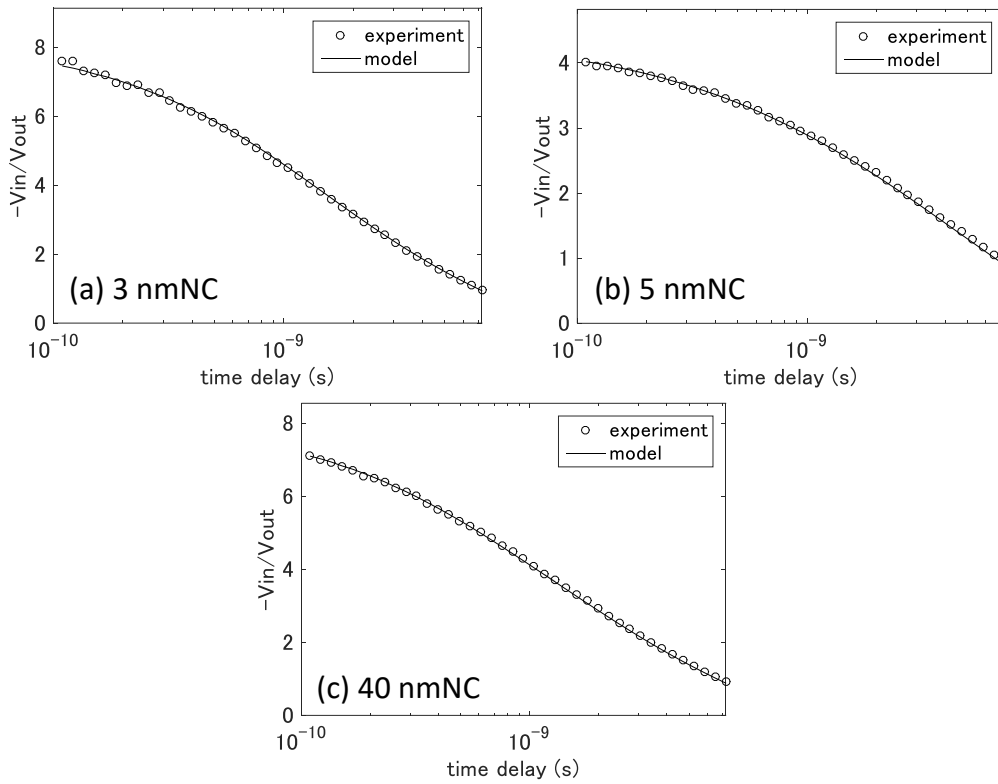 8
6
4
2
0
-Vin/Vout
experiment
model
(a) 3 nmNC
10-10
10-9
time delay (s)
4
3
2
1
0
-Vin/Vout
experiment
model
(b) 5 nmNC
10-10
10-9
time delay (s)
8
6
4
2
0
-Vin/Vout
experiment
model
(c) 40 nmNC
10-10
10-9
time delay (s)